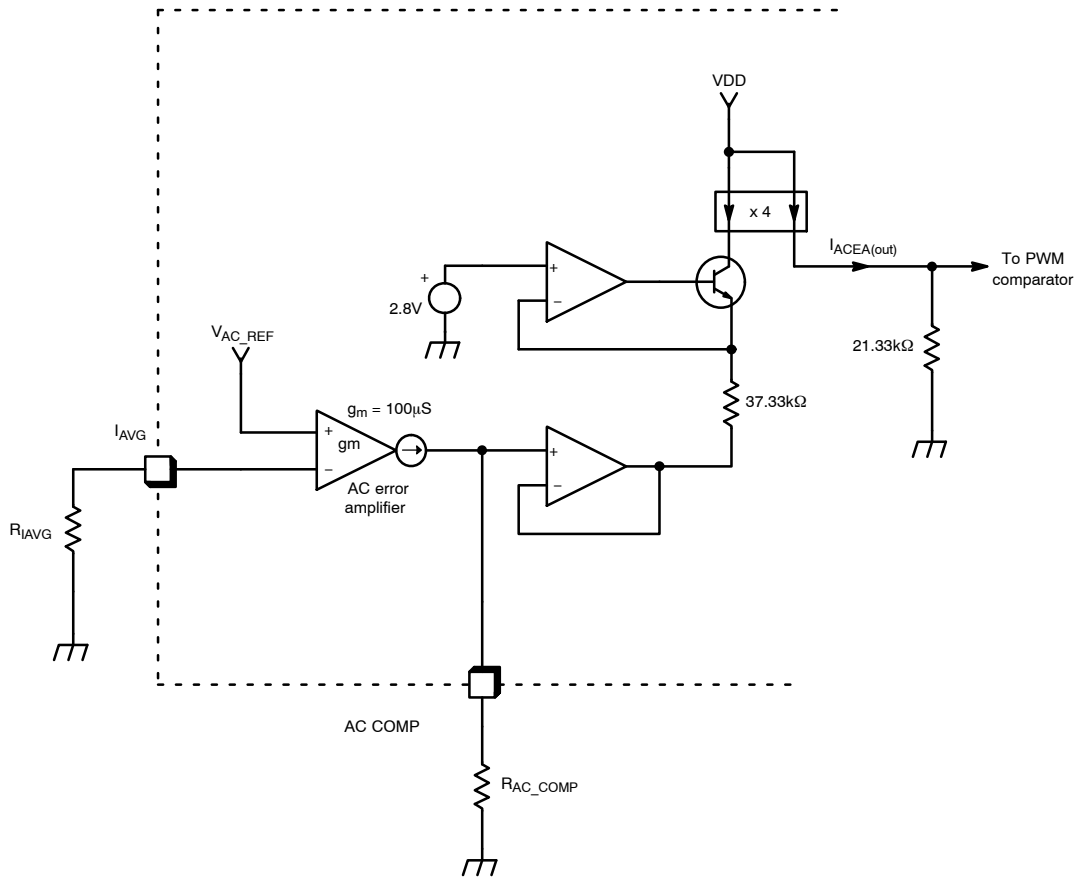 VDD
x 4
I_ACEA(out)
To PWM
comparator
+
+
2.8V
−
21.33kΩ
V_AC_REF
37.33kΩ
g_m = 100μS
I_AVG
+
gm
+
−
−
AC error
amplifier
R_IAVG
AC COMP
R_AC_COMP